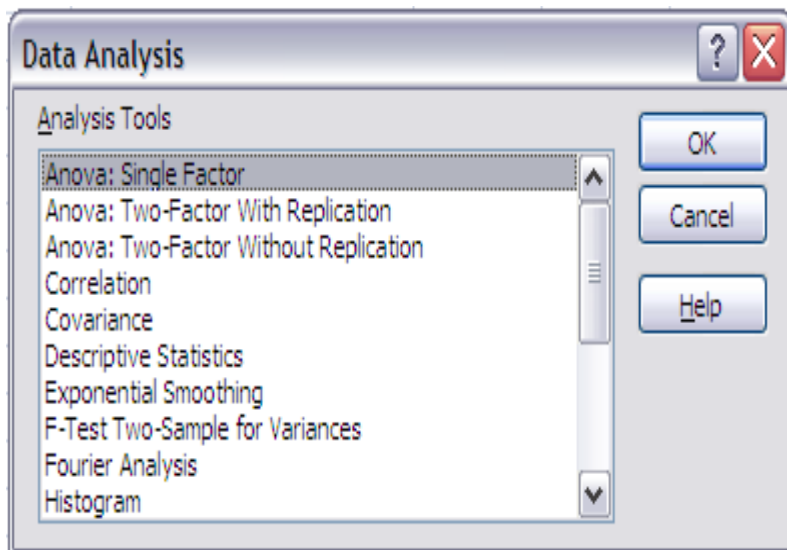 Data Analysis
?
X
Analysis Tools
Anova: Single Factor
Anova: Two-Factor With Replication
Anova: Two-Factor Without Replication
Correlation
Covariance
Descriptive Statistics
Exponential Smoothing
F-Test Two-Sample for Variances
Fourier Analysis
Histogram
OK
Cancel
Help